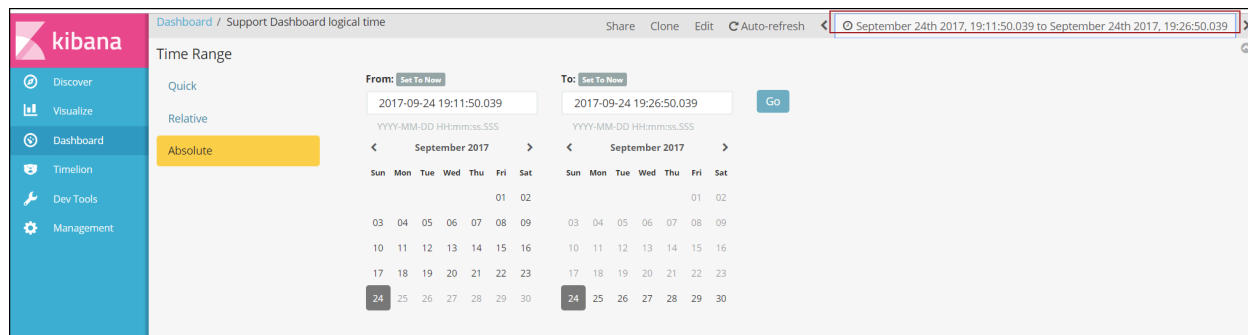 kibana
Discover
Visualize
Dashboard
Timelion
Dev Tools
Management
Dashboard / Support Dashboard logical time
Share Clone Edit Auto-refresh September 24th 2017, 19:11:50.039 to September 24th 2017, 19:26:50.039
Time Range
Quick
Relative
Absolute
From: Set To Now
2017-09-24 19:11:50.039
YYYY-MM-DD HH:mm:ss.SSS
September 2017
Sun Mon Tue Wed Thu Fri Sat
01 02
03 04 05 06 07 08 09
10 11 12 13 14 15 16
17 18 19 20 21 22 23
24 25 26 27 28 29 30
To: Set To Now
2017-09-24 19:26:50.039
YYYY-MM-DD HH:mm:ss.SSS
September 2017
Sun Mon Tue Wed Thu Fri Sat
01 02
03 04 05 06 07 08 09
10 11 12 13 14 15 16
17 18 19 20 21 22 23
24 25 26 27 28 29 30
Go